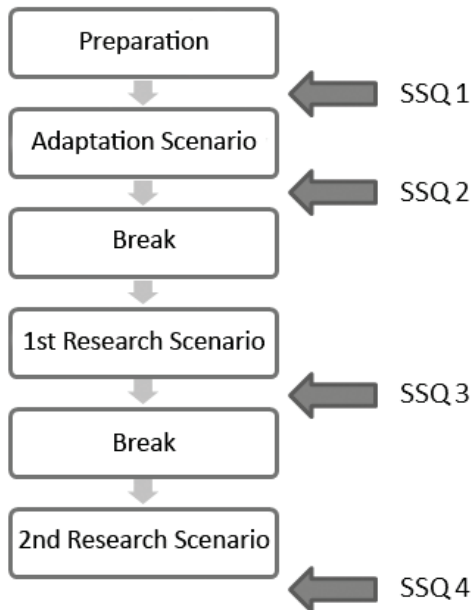 Preparation
SSQ 1
Adaptation Scenario
SSQ 2
Break
1st Research Scenario
SSQ 3
Break
2nd Research Scenario
SSQ 4